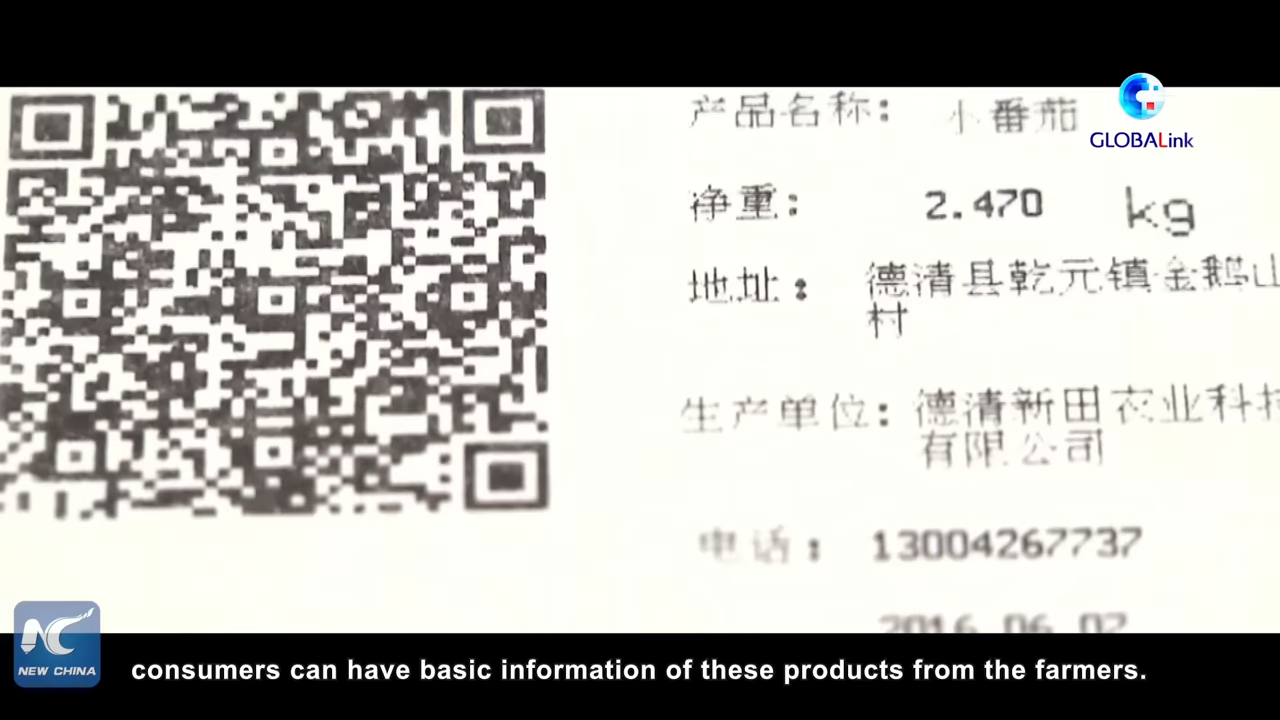 产品名称: 小番茄
GLOBALink
净重: 2.470 kg
地址: 德清县乾元镇金鹅山
村
生产单位: 德清新田农业科技
有限公司
电话: 13004267737
2016.06.02
NEW CHINA
consumers can have basic information of these products from the farmers.